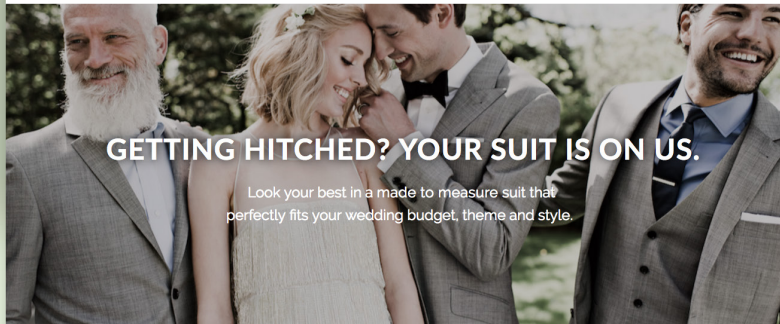 GETTING HITCHED? YOUR SUIT IS ON US.
Look your best in a made to measure suit that
perfectly fits your wedding budget, theme and style.